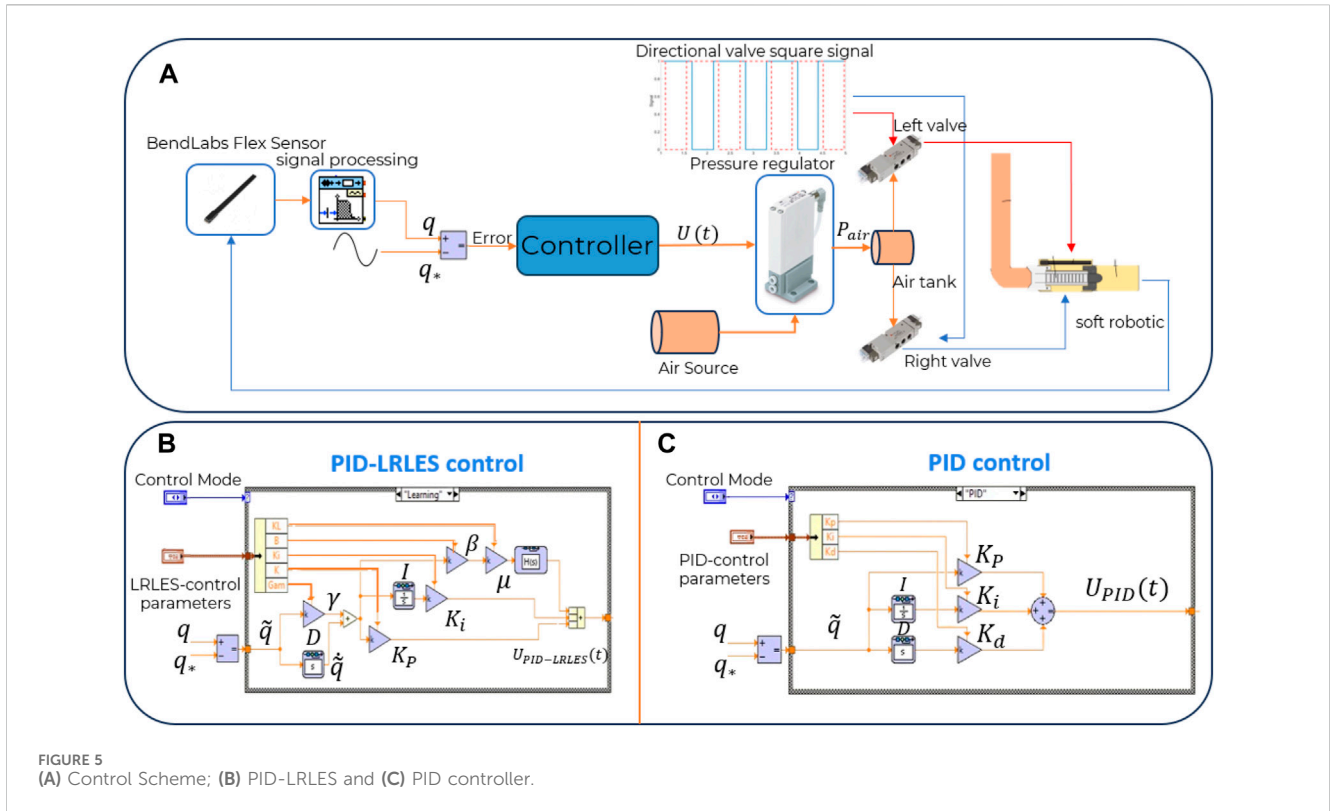 A
Directional valve square signal
BendLabs Flex Sensor
signal processing
Left valve
Pressure regulator
q
+
−
=
q*
Error
Controller
U(t)
P_air
Air tank
soft robotic
Right valve
Air Source
B
PID-LRLES control
Control Mode
"Learning"
KL
B
Ki
K
Gam
LRLES-control
parameters
β
μ
H(s)
I
K_i
γ
D
K_P
q
q*
+
−
=
q̃
s
q̃̇
U_PID−LRLES(t)
C
PID control
Control Mode
"PID"
Kp
Ki
Kd
PID-control
parameters
K_P
I
K_i
U_PID(t)
D
K_d
q
q*
+
−
=
q̃
s
FIGURE 5
(A) Control Scheme; (B) PID-LRLES and (C) PID controller.